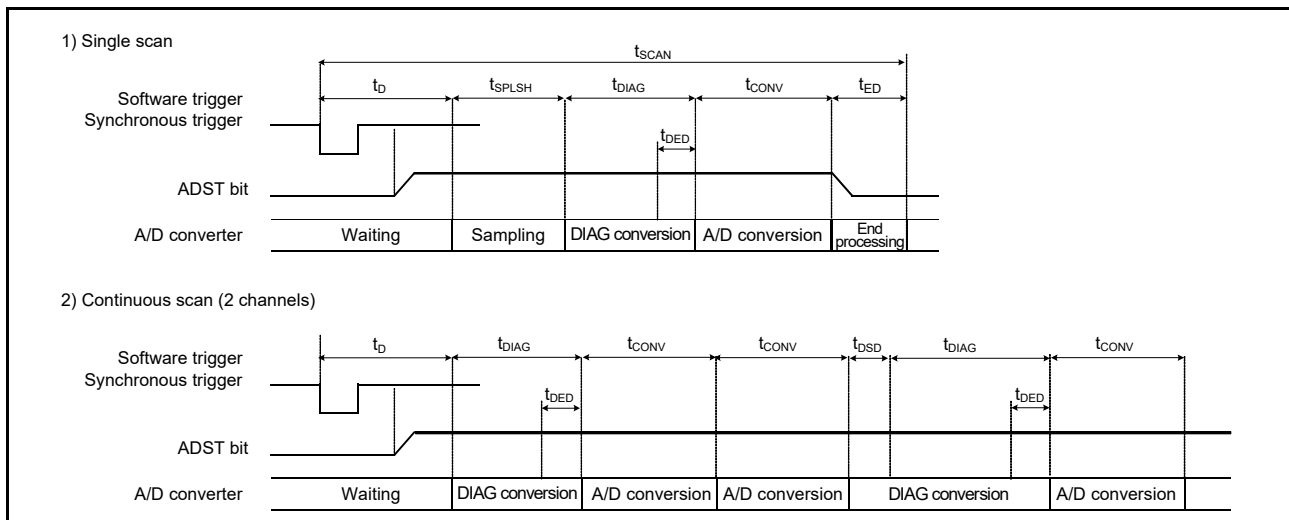 1) Single scan
tSCAN
tD tSPLSH tDIAG tCONV tED
Software trigger
Synchronous trigger
tDED
ADST bit
A/D converter Waiting Sampling DIAG conversion A/D conversion End processing
2) Continuous scan (2 channels)
tD tDIAG tCONV tCONV tDSD tDIAG tCONV
Software trigger
Synchronous trigger
tDED tDED
ADST bit
A/D converter Waiting DIAG conversion A/D conversion A/D conversion DIAG conversion A/D conversion